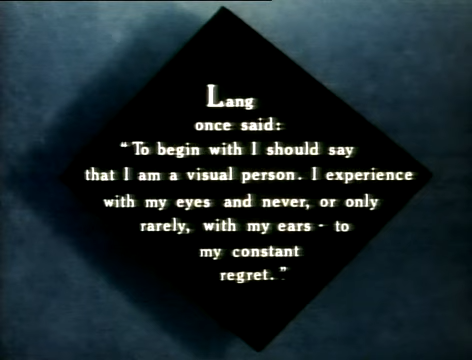 Lang
once said:
"To begin with I should say
that I am a visual person. I experience
with my eyes and never, or only
rarely, with my ears - to
my constant
regret."